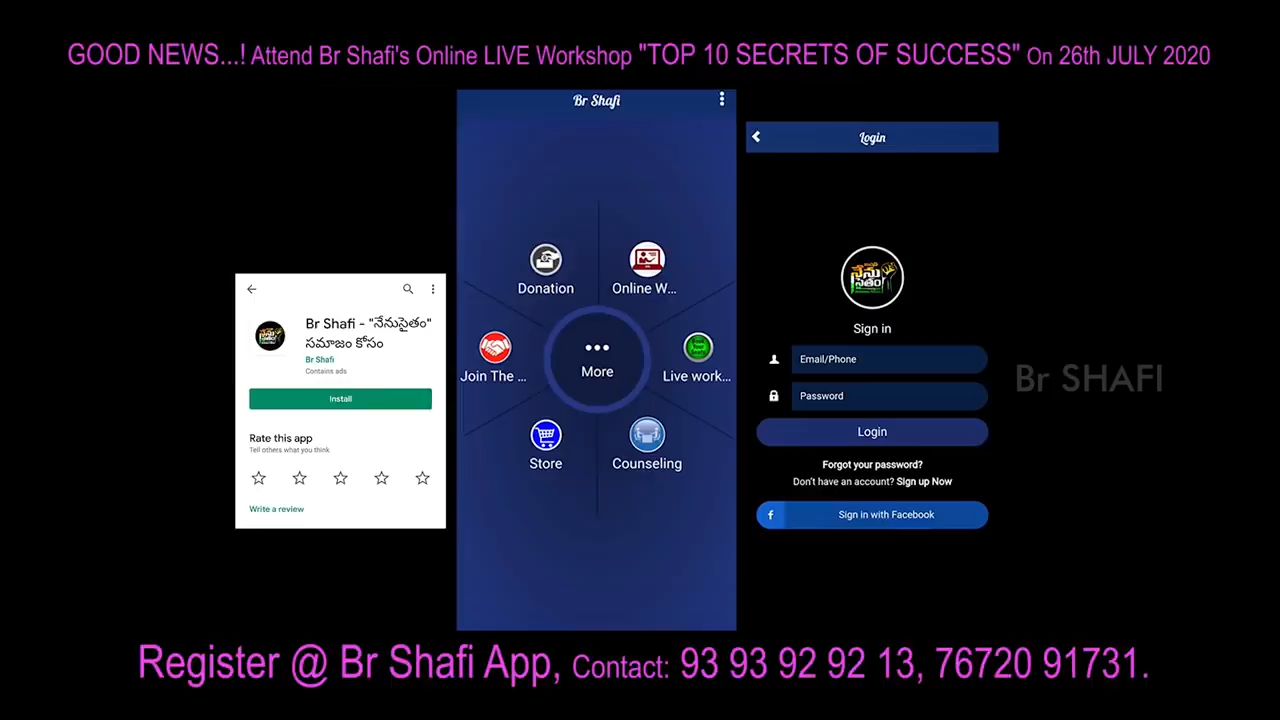 GOOD NEWS...! Attend Br Shafi's Online LIVE Workshop "TOP 10 SECRETS OF SUCCESS" On 26th JULY 2020
Br Shafi - "నేనుసైతం"
సమాజం కోసం
Br Shafi
Contains ads
Install
Rate this app
Tell others what you think
Write a review
Br Shafi
Donation
Online W...
Join The ...
More
Live work...
Store
Counseling
Login
నేను
సైతం
Sign in
Email/Phone
Password
Login
Forgot your password?
Don't have an account? Sign up Now
f Sign in with Facebook
Br SHAFI
Register @ Br Shafi App, Contact: 93 93 92 92 13, 76720 91731.